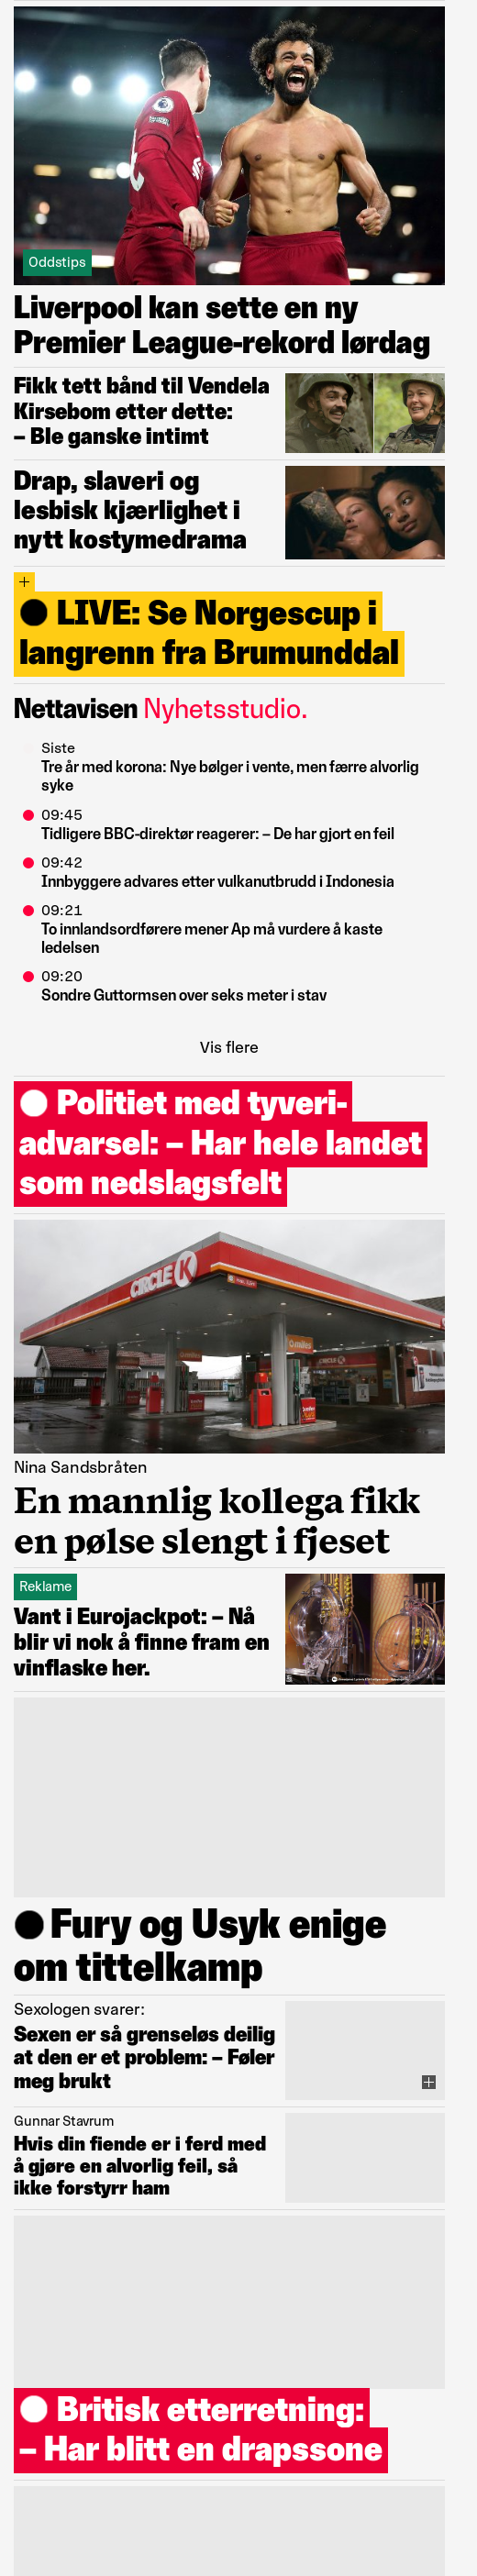 Oddstips
Liverpool kan sette en ny
Premier League-rekord lørdag
Fikk tett bånd til Vendela
Kirsebom etter dette:
– Ble ganske intimt
Drap, slaveri og
lesbisk kjærlighet i
nytt kostymedrama
+
LIVE: Se Norgescup i
langrenn fra Brumunddal
Nettavisen Nyhetsstudio.
Siste
Tre år med korona: Nye bølger i vente, men færre alvorlig
syke
09:45
Tidligere BBC-direktør reagerer: – De har gjort en feil
09:42
Innbyggere advares etter vulkanutbrudd i Indonesia
09:21
To innlandsordførere mener Ap må vurdere å kaste
ledelsen
09:20
Sondre Guttormsen over seks meter i stav
Vis flere
Politiet med tyveri-
advarsel: – Har hele landet
som nedslagsfelt
CIRCLE K
Nina Sandsbråten
En mannlig kollega fikk
en pølse slengt i fjeset
Reklame
Vant i Eurojackpot: – Nå
blir vi nok å finne fram en
vinflaske her.
Fury og Usyk enige
om tittelkamp
Sexologen svarer:
Sexen er så grenseløs deilig
at den er et problem: – Føler
meg brukt
Gunnar Stavrum
Hvis din fiende er i ferd med
å gjøre en alvorlig feil, så
ikke forstyrr ham
Britisk etterretning:
– Har blitt en drapssone